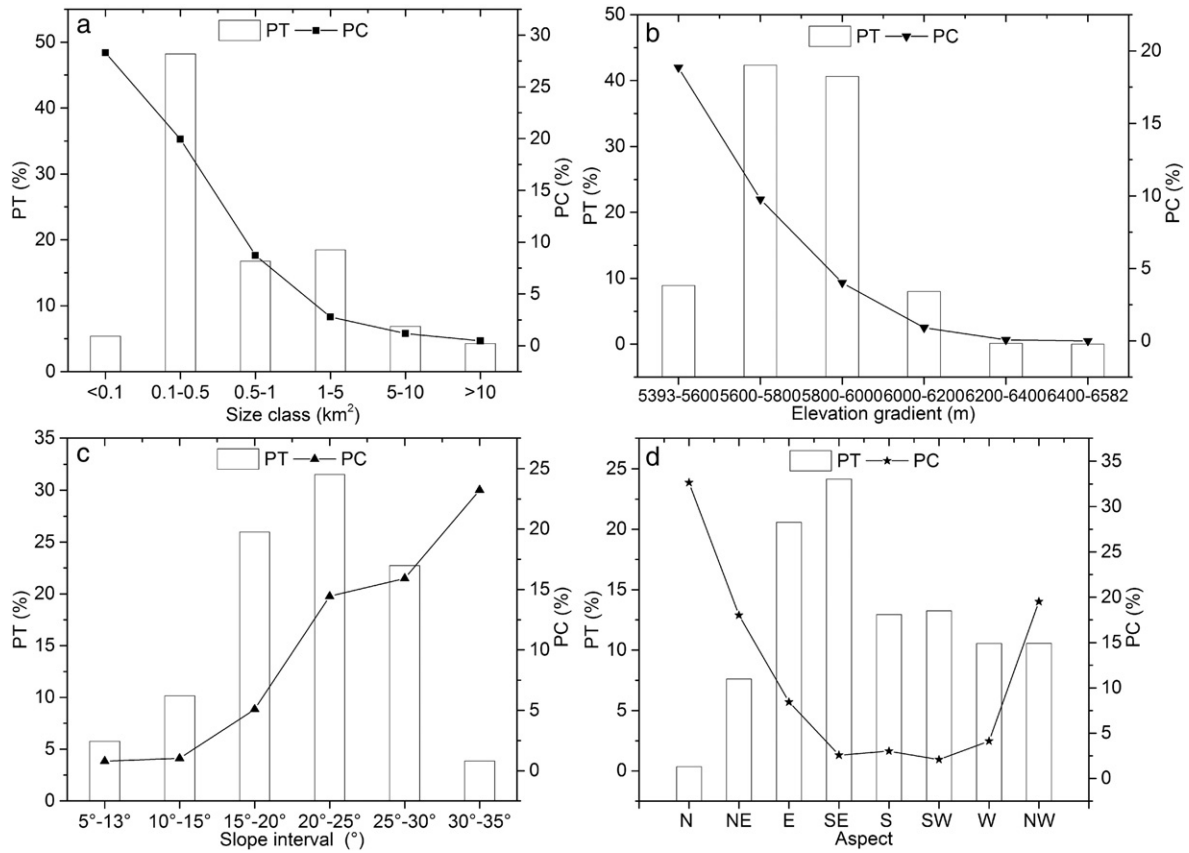 a
PT PC
PT (%)
50
45
40
35
30
25
20
15
10
5
0
PC (%)
30
25
20
15
10
5
0
<0.1 0.1-0.5 0.5-1 1-5 5-10 >10
Size class (km²)
b
PT PC
PT (%)
50
40
30
20
10
0
PC (%)
20
15
10
5
0
5393-5600 5600-5800 5800-6000 6000-6200 6200-6400 6400-6582
Elevation gradient (m)
c
PT PC
PT (%)
35
30
25
20
15
10
5
0
PC (%)
25
20
15
10
5
0
5°-13° 10°-15° 15°-20° 20°-25° 25°-30° 30°-35°
Slope interval (°)
d
PT PC
PT (%)
25
20
15
10
5
0
PC (%)
35
30
25
20
15
10
5
0
N NE E SE S SW W NW
Aspect